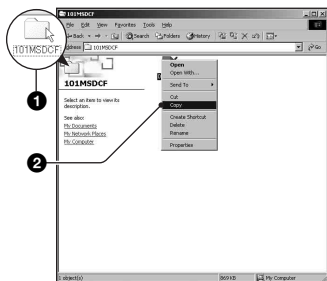 101MSDCF
File Edit View Favorites Tools Help
Back Search Folders History
Address 101MSDCF Go
101MSDCF
1
101MSDCF
Select an item to view its
description.
See also:
My Documents
My Network Places
My Computer
2
Open
Open With...
Send To
Cut
Copy
Create Shortcut
Delete
Rename
Properties
1 object(s) 869 KB My Computer